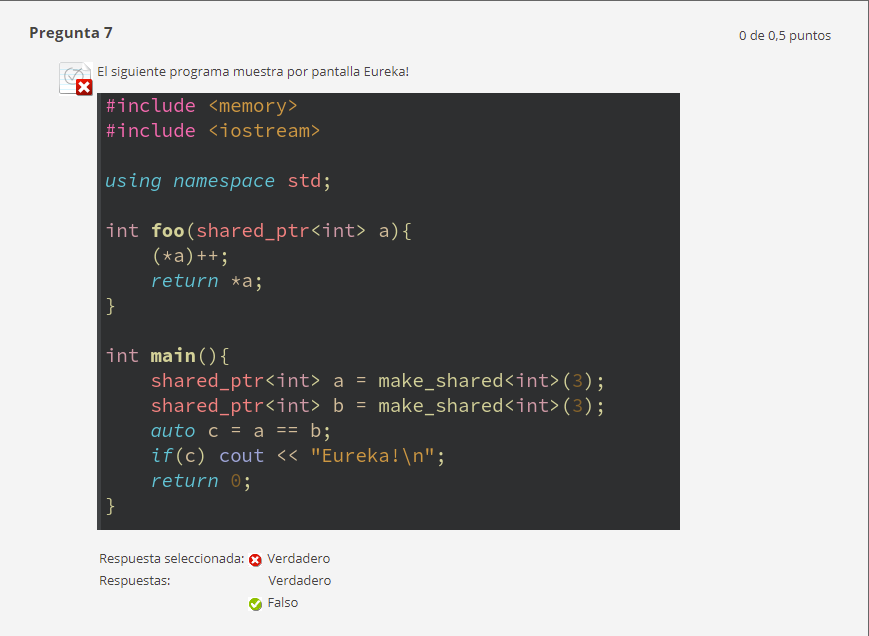 Pregunta 7
0 de 0,5 puntos
El siguiente programa muestra por pantalla Eureka!
#include <memory>
#include <iostream>

using namespace std;

int foo(shared_ptr<int> a){
    (*a)++;
    return *a;
}

int main(){
    shared_ptr<int> a = make_shared<int>(3);
    shared_ptr<int> b = make_shared<int>(3);
    auto c = a == b;
    if(c) cout << "Eureka!\n";
    return 0;
}
Respuesta seleccionada: Verdadero
Respuestas: Verdadero
Falso